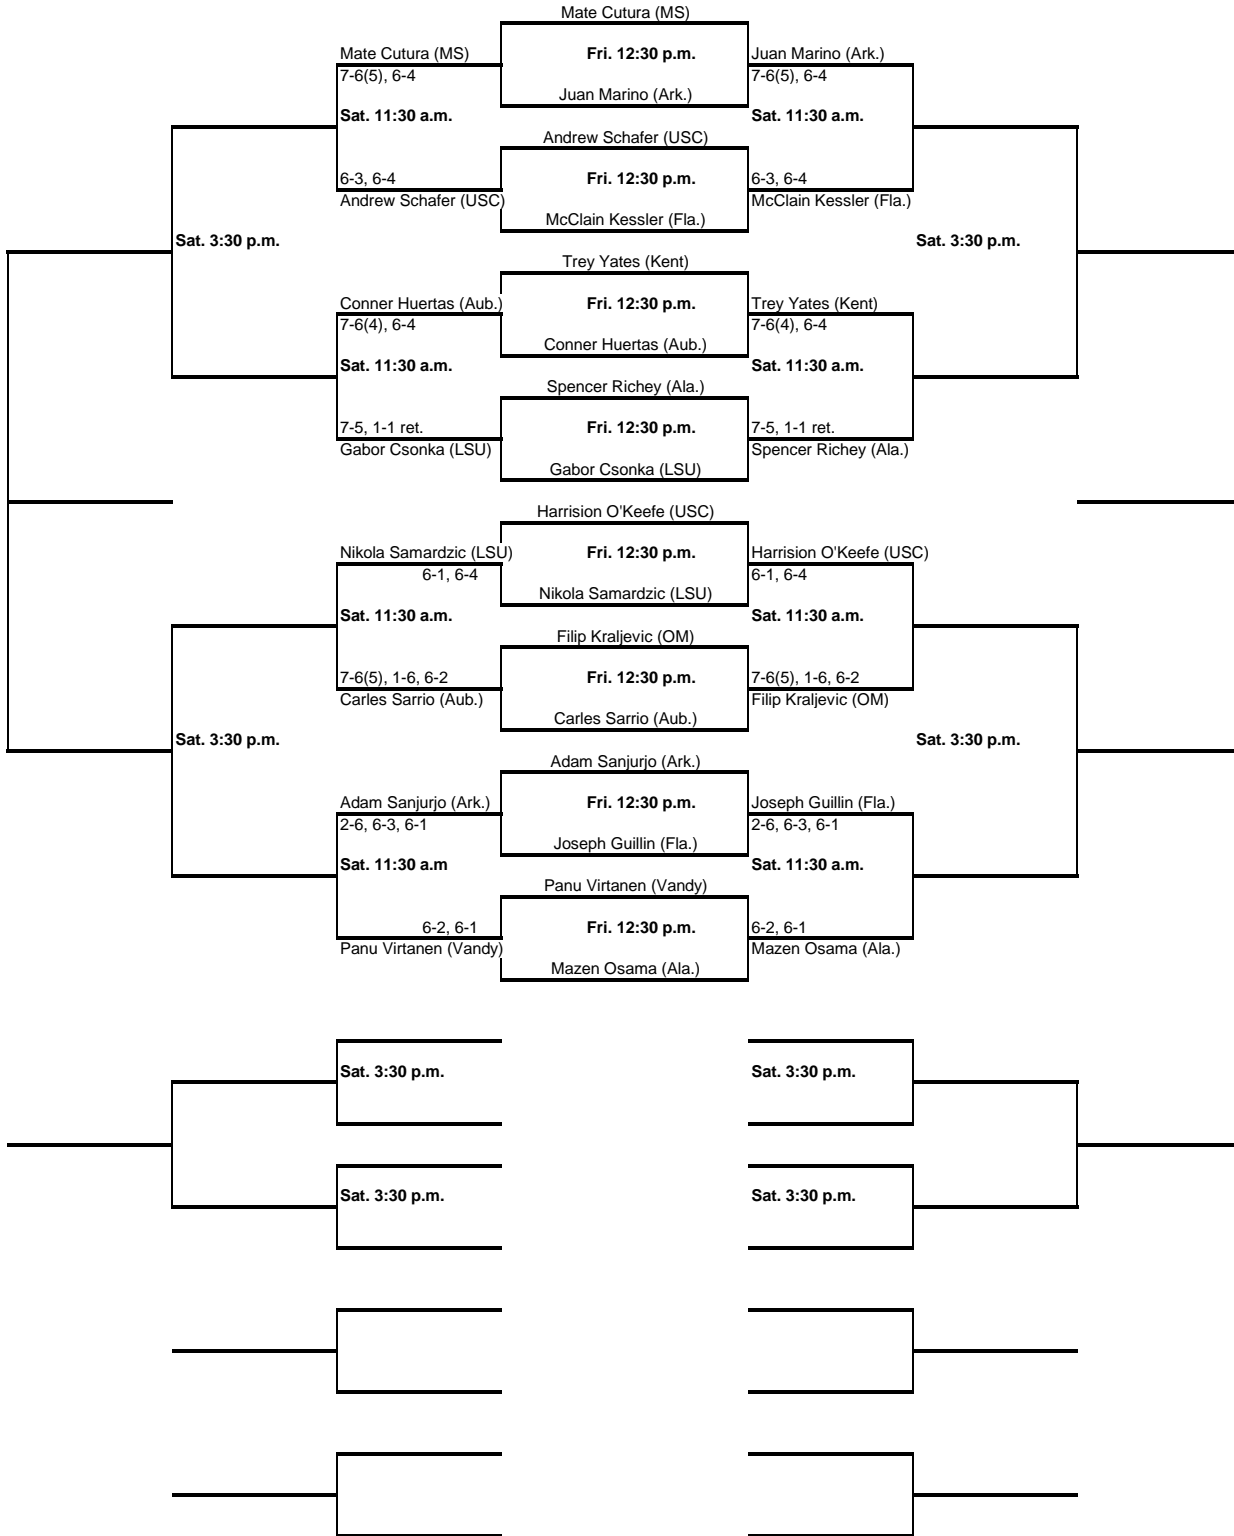 Mate Cutura (MS)
Mate Cutura (MS) Fri. 12:30 p.m. Juan Marino (Ark.)
7-6(5), 6-4 7-6(5), 6-4
Juan Marino (Ark.)
Sat. 11:30 a.m. Sat. 11:30 a.m.
Andrew Schafer (USC)
6-3, 6-4 Fri. 12:30 p.m. 6-3, 6-4
Andrew Schafer (USC) McClain Kessler (Fla.)
McClain Kessler (Fla.)
Sat. 3:30 p.m. Sat. 3:30 p.m.
Trey Yates (Kent)
Conner Huertas (Aub.) Fri. 12:30 p.m. Trey Yates (Kent)
7-6(4), 6-4 7-6(4), 6-4
Conner Huertas (Aub.)
Sat. 11:30 a.m. Sat. 11:30 a.m.
Spencer Richey (Ala.)
7-5, 1-1 ret. Fri. 12:30 p.m. 7-5, 1-1 ret.
Gabor Csonka (LSU) Spencer Richey (Ala.)
Gabor Csonka (LSU)
Harrision O'Keefe (USC)
Nikola Samardzic (LSU) Fri. 12:30 p.m. Harrision O'Keefe (USC)
6-1, 6-4 6-1, 6-4
Nikola Samardzic (LSU)
Sat. 11:30 a.m. Sat. 11:30 a.m.
Filip Kraljevic (OM)
7-6(5), 1-6, 6-2 Fri. 12:30 p.m. 7-6(5), 1-6, 6-2
Carles Sarrio (Aub.) Filip Kraljevic (OM)
Carles Sarrio (Aub.)
Sat. 3:30 p.m. Sat. 3:30 p.m.
Adam Sanjurjo (Ark.)
Adam Sanjurjo (Ark.) Fri. 12:30 p.m. Joseph Guillin (Fla.)
2-6, 6-3, 6-1 2-6, 6-3, 6-1
Joseph Guillin (Fla.)
Sat. 11:30 a.m Sat. 11:30 a.m.
Panu Virtanen (Vandy)
6-2, 6-1 Fri. 12:30 p.m. 6-2, 6-1
Panu Virtanen (Vandy) Mazen Osama (Ala.)
Mazen Osama (Ala.)
Sat. 3:30 p.m. Sat. 3:30 p.m.
Sat. 3:30 p.m. Sat. 3:30 p.m.